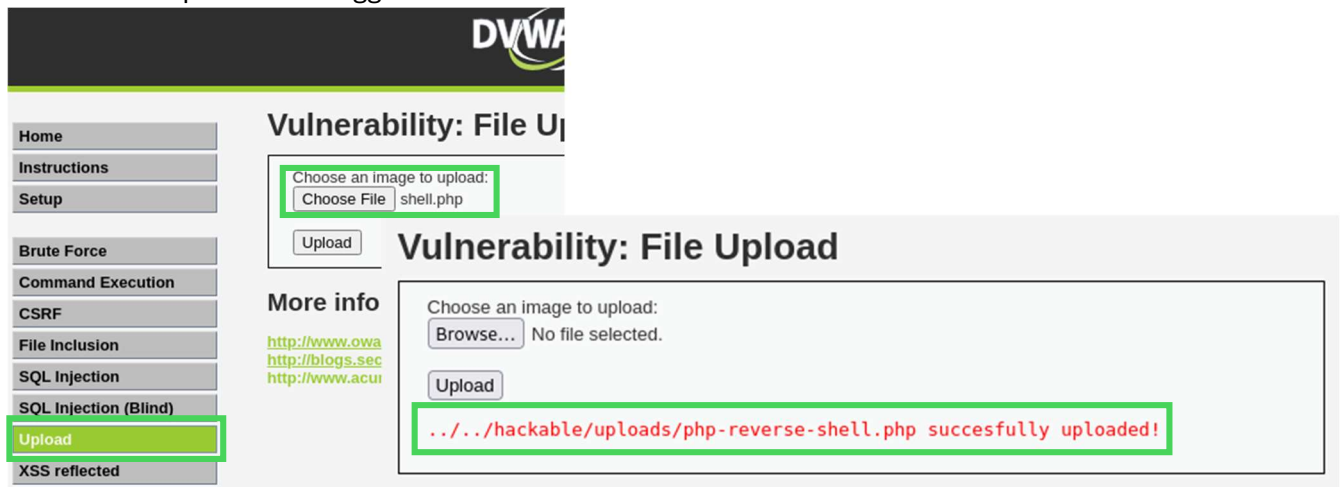 DVWA
Home
Instructions
Setup
Brute Force
Command Execution
CSRF
File Inclusion
SQL Injection
SQL Injection (Blind)
Upload
XSS reflected
Vulnerability: File Up
Choose an image to upload:
Choose File shell.php
Upload
More info
http://www.owa
http://blogs.sec
http://www.acu
Vulnerability: File Upload
Choose an image to upload:
Browse... No file selected.
Upload
../../hackable/uploads/php-reverse-shell.php succesfully uploaded!